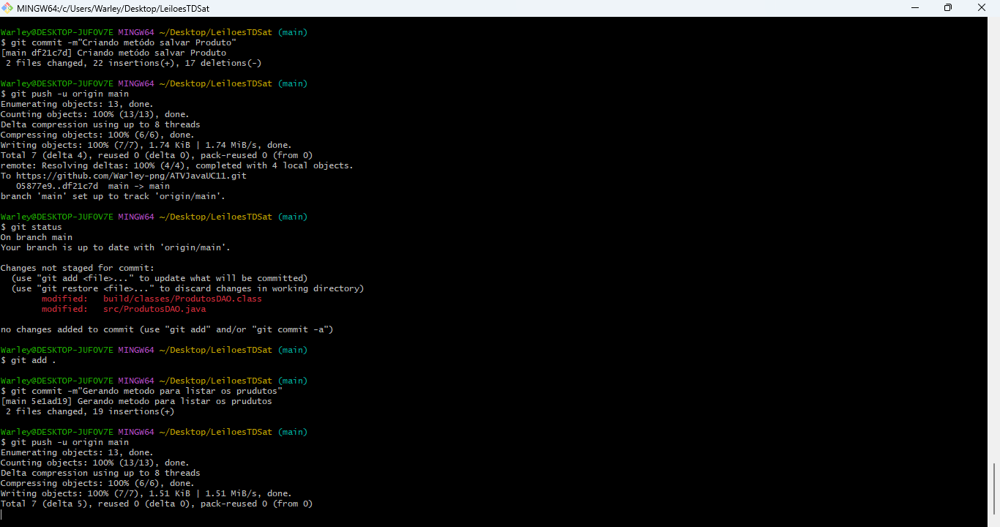 MINGW64:/c/Users/Warley/Desktop/LeiloesTDSat
Warley@DESKTOP-JUFOV7E MINGW64 ~/Desktop/LeiloesTDSat (main)
$ git commit -m"Criando metódo salvar Produto"
[main df21c7d] Criando metódo salvar Produto
 2 files changed, 22 insertions(+), 17 deletions(-)
Warley@DESKTOP-JUFOV7E MINGW64 ~/Desktop/LeiloesTDSat (main)
$ git push -u origin main
Enumerating objects: 13, done.
Counting objects: 100% (13/13), done.
Delta compression using up to 8 threads
Compressing objects: 100% (6/6), done.
Writing objects: 100% (7/7), 1.74 KiB | 1.74 MiB/s, done.
Total 7 (delta 4), reused 0 (delta 0), pack-reused 0 (from 0)
remote: Resolving deltas: 100% (4/4), completed with 4 local objects.
To https://github.com/Warley-png/ATVJavaUC11.git
   05877e9..df21c7d  main -> main
branch 'main' set up to track 'origin/main'.
Warley@DESKTOP-JUFOV7E MINGW64 ~/Desktop/LeiloesTDSat (main)
$ git status
On branch main
Your branch is up to date with 'origin/main'.
Changes not staged for commit:
  (use "git add <file>..." to update what will be committed)
  (use "git restore <file>..." to discard changes in working directory)
        modified:   build/classes/ProdutosDAO.class
        modified:   src/ProdutosDAO.java
no changes added to commit (use "git add" and/or "git commit -a")
Warley@DESKTOP-JUFOV7E MINGW64 ~/Desktop/LeiloesTDSat (main)
$ git add .
Warley@DESKTOP-JUFOV7E MINGW64 ~/Desktop/LeiloesTDSat (main)
$ git commit -m"Gerando metodo para listar os prudutos"
[main 5e1ad19] Gerando metodo para listar os prudutos
 2 files changed, 19 insertions(+)
Warley@DESKTOP-JUFOV7E MINGW64 ~/Desktop/LeiloesTDSat (main)
$ git push -u origin main
Enumerating objects: 13, done.
Counting objects: 100% (13/13), done.
Delta compression using up to 8 threads
Compressing objects: 100% (6/6), done.
Writing objects: 100% (7/7), 1.51 KiB | 1.51 MiB/s, done.
Total 7 (delta 5), reused 0 (delta 0), pack-reused 0 (from 0)